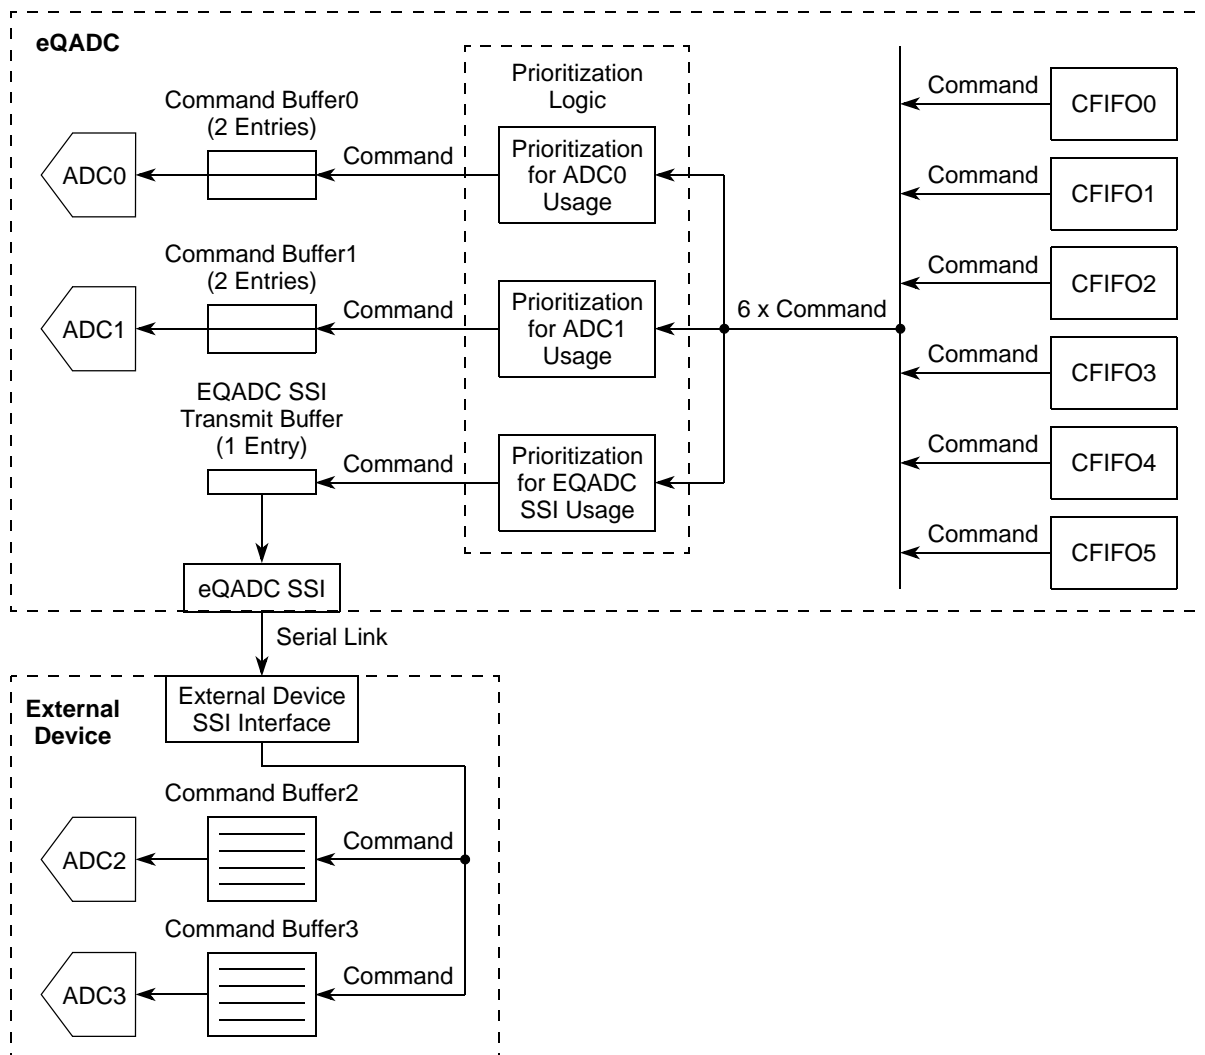 eQADC
Prioritization
Logic
Command Buffer0
(2 Entries)
ADC0
Command
Prioritization
for ADC0
Usage
Command Buffer1
(2 Entries)
ADC1
Command
Prioritization
for ADC1
Usage
6 x Command
EQADC SSI
Transmit Buffer
(1 Entry)
Command
Prioritization
for EQADC
SSI Usage
Command
CFIFO0
Command
CFIFO1
Command
CFIFO2
Command
CFIFO3
Command
CFIFO4
Command
CFIFO5
eQADC SSI
Serial Link
External
Device
External Device
SSI Interface
Command Buffer2
ADC2
Command
Command Buffer3
ADC3
Command